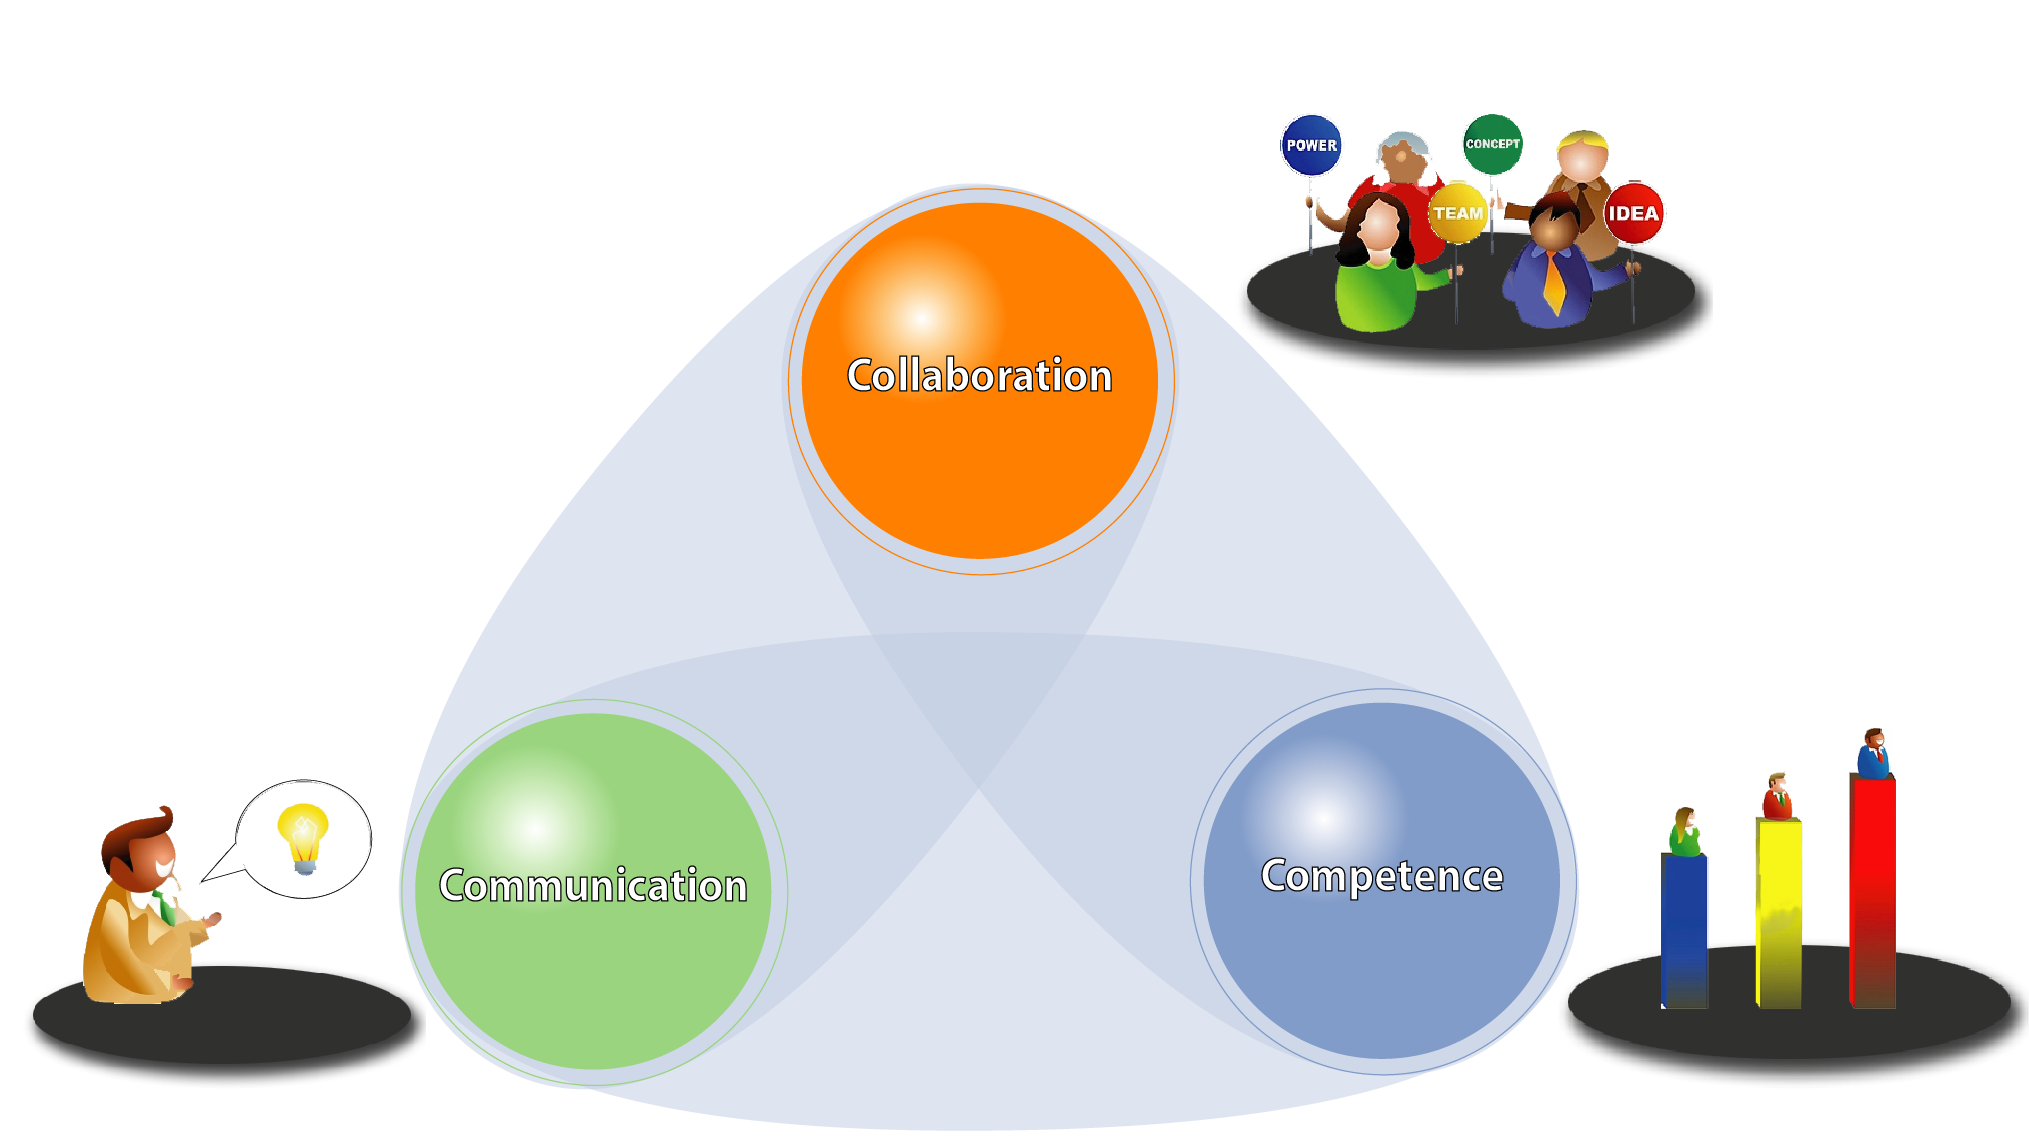 POWER
CONCEPT
TEAM
IDEA
Collaboration
Communication
Competence